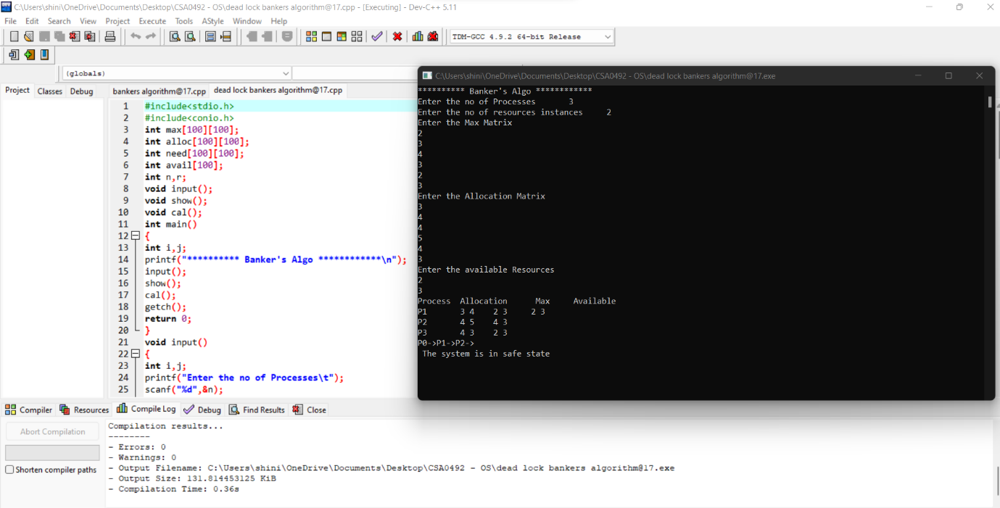 C:\Users\shini\OneDrive\Documents\Desktop\CSA0492 - OS\dead lock bankers algorithm@17.cpp - [Executing] - Dev-C++ 5.11
File Edit Search View Project Execute Tools AStyle Window Help
TDM-GCC 4.9.2 64-bit Release
(globals)
Project Classes Debug
bankers algorithm@17.cpp dead lock bankers algorithm@17.cpp
1 #include<stdio.h>
2 #include<conio.h>
3 int max[100][100];
4 int alloc[100][100];
5 int need[100][100];
6 int avail[100];
7 int n,r;
8 void input();
9 void show();
10 void cal();
11 int main()
12 {
13 int i,j;
14 printf("********** Banker's Algo ************\n");
15 input();
16 show();
17 cal();
18 getch();
19 return 0;
20 }
21 void input()
22 {
23 int i,j;
24 printf("Enter the no of Processes\t");
25 scanf("%d",&n);
C:\Users\shini\OneDrive\Documents\Desktop\CSA0492 - OS\dead lock bankers algorithm@17.exe
********** Banker's Algo ************
Enter the no of Processes 3
Enter the no of resources instances 2
Enter the Max Matrix
2
3
4
3
2
3
Enter the Allocation Matrix
3
4
4
5
4
3
Enter the available Resources
2
3
Process Allocation Max Available
P1 3 4 2 3 2 3
P2 4 5 4 3
P3 4 3 2 3
P0->P1->P2->
The system is in safe state
Compiler Resources Compile Log Debug Find Results Close
Abort Compilation
Shorten compiler paths
Compilation results...
--------
- Errors: 0
- Warnings: 0
- Output Filename: C:\Users\shini\OneDrive\Documents\Desktop\CSA0492 - OS\dead lock bankers algorithm@17.exe
- Output Size: 131.814453125 KiB
- Compilation Time: 0.36s